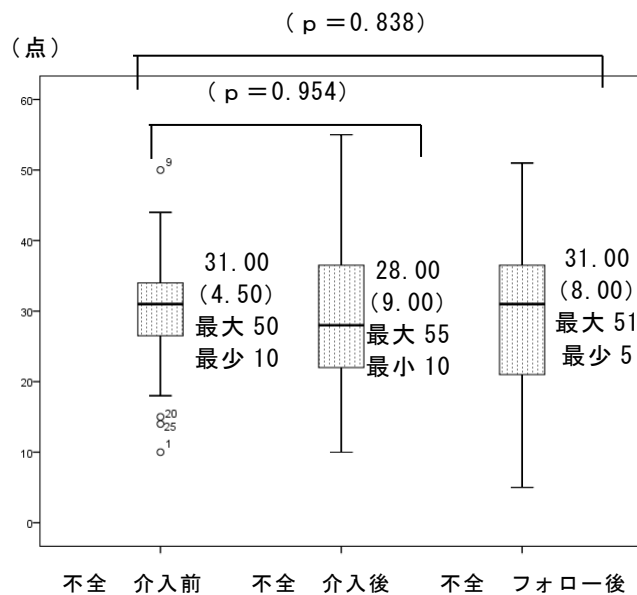 (p=0.838)
(点)
(p=0.954)
60
50
40
30
20
10
0
9
20
25
1
31.00
(4.50)
最大 50
最少 10
28.00
(9.00)
最大 55
最小 10
31.00
(8.00)
最大 51
最少 5
不全 介入前 不全 介入後 不全 フォロー後